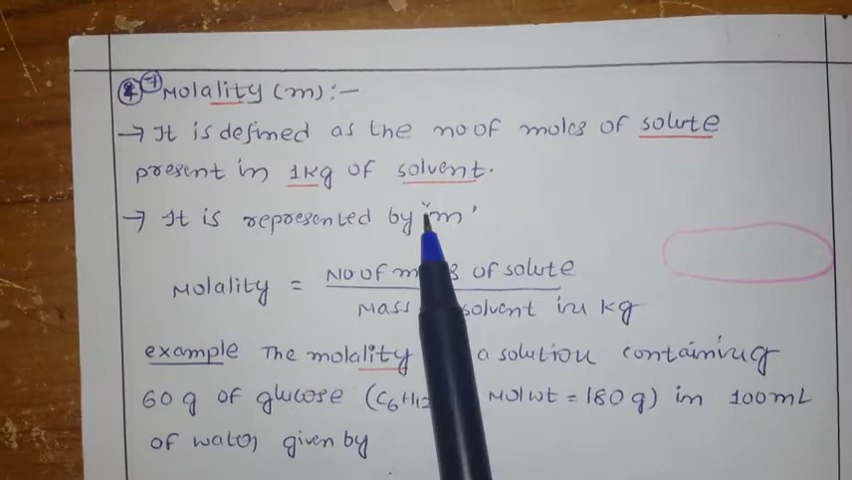 Molality (m):-
→ It is defined as the no of moles of solute
present in 1kg of solvent.
→ It is represented by "m'
Molality = No of m s of solute
Mass solvent in kg
example The molality a solution containing
60 g of glucose (C6H12 Mol wt = 180 g) in 100mL
of water given by